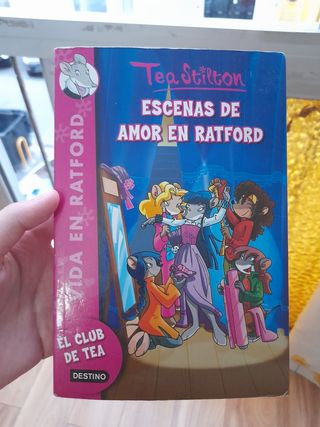 Tea Stilton
ESCENAS DE
AMOR EN RATFORD
VIDA EN RATFORD
EL CLUB
DE TEA
DESTINO